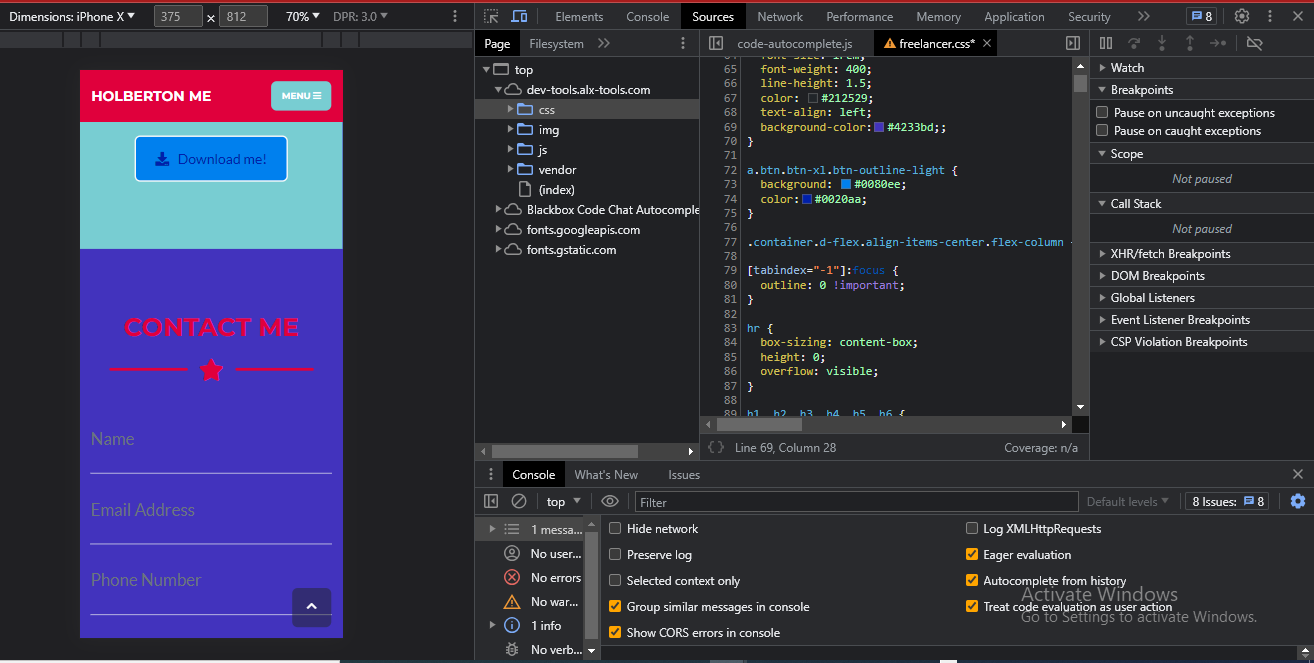 Dimensions: iPhone X ▼ 375 × 812 70% ▼ DPR: 3.0 ▼
Elements Console Sources Network Performance Memory Application Security 8
Page Filesystem
code-autocomplete.js freelancer.css*
HOLBERTON ME
MENU
Download me!
CONTACT ME
Name
Email Address
Phone Number
top
dev-tools.alx-tools.com
css
img
js
vendor
(index)
Blackbox Code Chat Autocomple
fonts.googleapis.com
fonts.gstatic.com
64 font-size: 1rem;
65 font-weight: 400;
66 line-height: 1.5;
67 color: #212529;
68 text-align: left;
69 background-color: #4233bd;;
70 }
71
72 a.btn.btn-xl.btn-outline-light {
73 background: #0080ee;
74 color: #0020aa;
75 }
76
77 .container.d-flex.align-items-center.flex-column
78
79 [tabindex="-1"]:focus {
80 outline: 0 !important;
81 }
82
83 hr {
84 box-sizing: content-box;
85 height: 0;
86 overflow: visible;
87 }
88
89 h1, h2, h3, h4, h5, h6 {
{} Line 69, Column 28 Coverage: n/a
Watch
Breakpoints
Pause on uncaught exceptions
Pause on caught exceptions
Scope
Not paused
Call Stack
Not paused
XHR/fetch Breakpoints
DOM Breakpoints
Global Listeners
Event Listener Breakpoints
CSP Violation Breakpoints
Console What's New Issues
top ▼ Filter Default levels ▼ 8 Issues: 8
1 messa...
No user...
No errors
No war...
1 info
No verb...
Hide network
Preserve log
Selected context only
Group similar messages in console
Show CORS errors in console
Log XMLHttpRequests
Eager evaluation
Autocomplete from history
Treat code evaluation as user action
Activate Windows
Go to Settings to activate Windows.